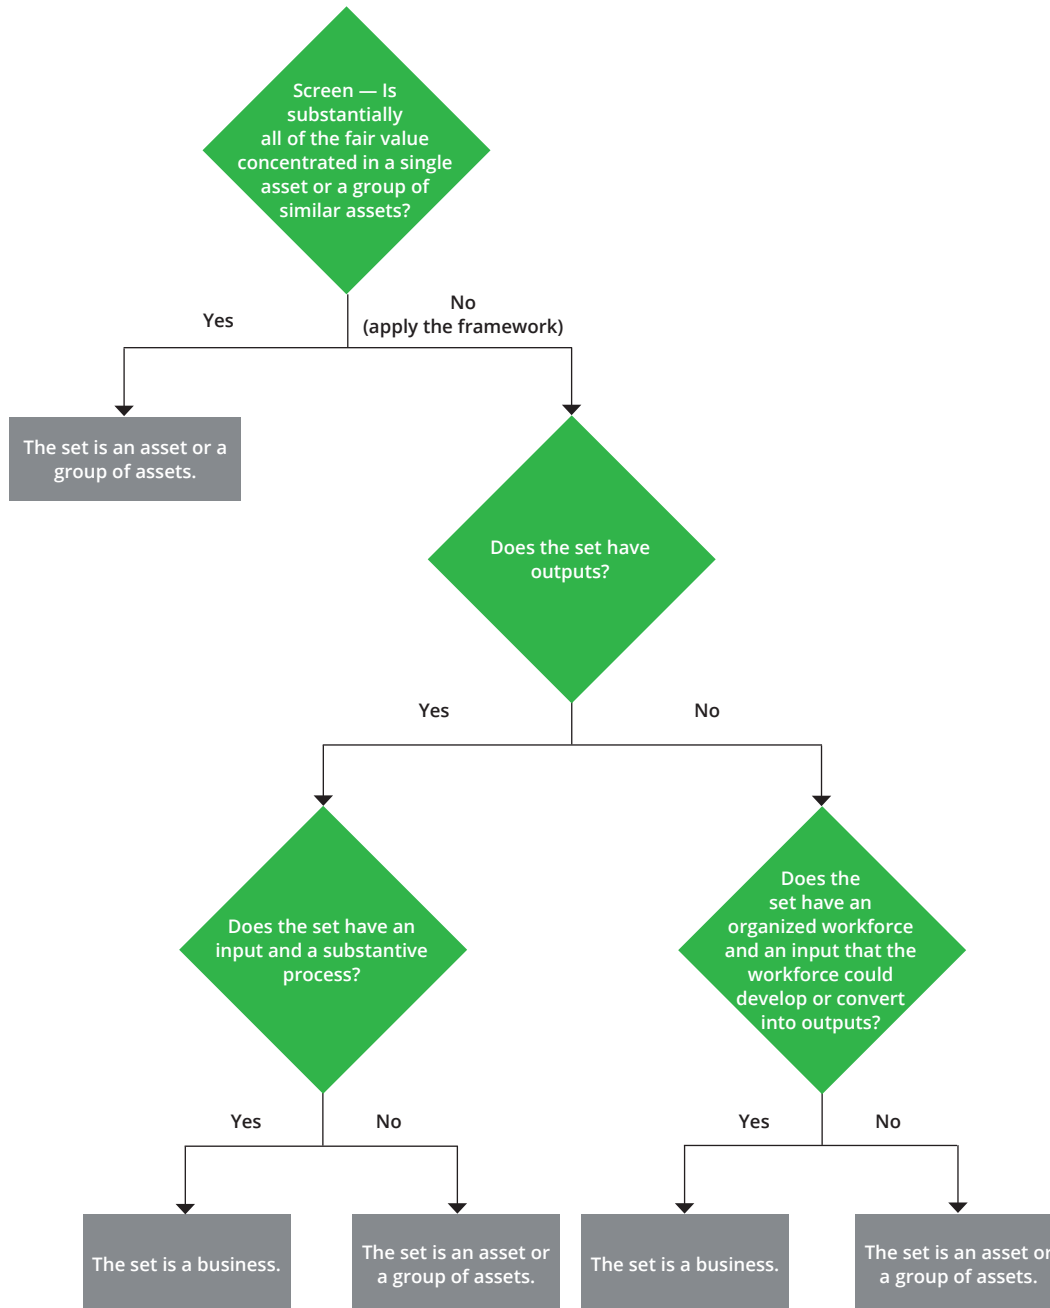 Screen — Is
substantially
all of the fair value
concentrated in a single
asset or a group of
similar assets?
Yes
No
(apply the framework)
The set is an asset or a
group of assets.
Does the set have
outputs?
Yes
No
Does the set have an
input and a substantive
process?
Does the
set have an
organized workforce
and an input that the
workforce could
develop or convert
into outputs?
Yes
No
Yes
No
The set is a business.
The set is an asset or
a group of assets.
The set is a business.
The set is an asset or
a group of assets.